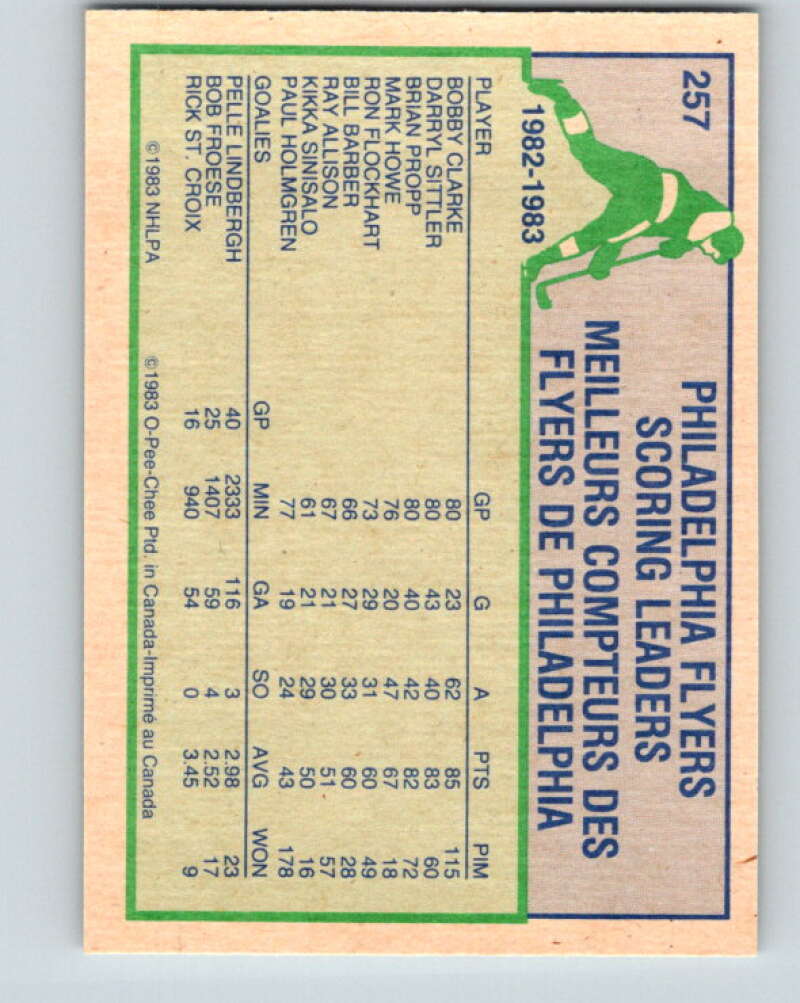 257
PHILADELPHIA FLYERS
SCORING LEADERS
MEILLEURS COMPTEURS DES
FLYERS DE PHILADELPHIA
1982-1983
PLAYER GP G A PTS PIM
BOBBY CLARKE 80 23 62 85 115
DARRYL SITTLER 80 43 40 83 60
BRIAN PROPP 80 40 42 82 72
MARK HOWE 76 20 47 67 18
RON FLOCKHART 73 29 31 60 49
BILL BARBER 66 27 33 60 28
RAY ALLISON 67 21 30 51 57
KIKKA SINISALO 61 21 29 50 16
PAUL HOLMGREN 77 19 24 43 178
GOALIES GP MIN GA SO AVG WON
PELLE LINDBERGH 40 2333 116 3 2.98 23
BOB FROESE 25 1407 59 4 2.52 17
RICK ST. CROIX 16 940 54 0 3.45 9
©1983 NHLPA ©1983 O-Pee-Chee Ptd. in Canada-Imprimé au Canada